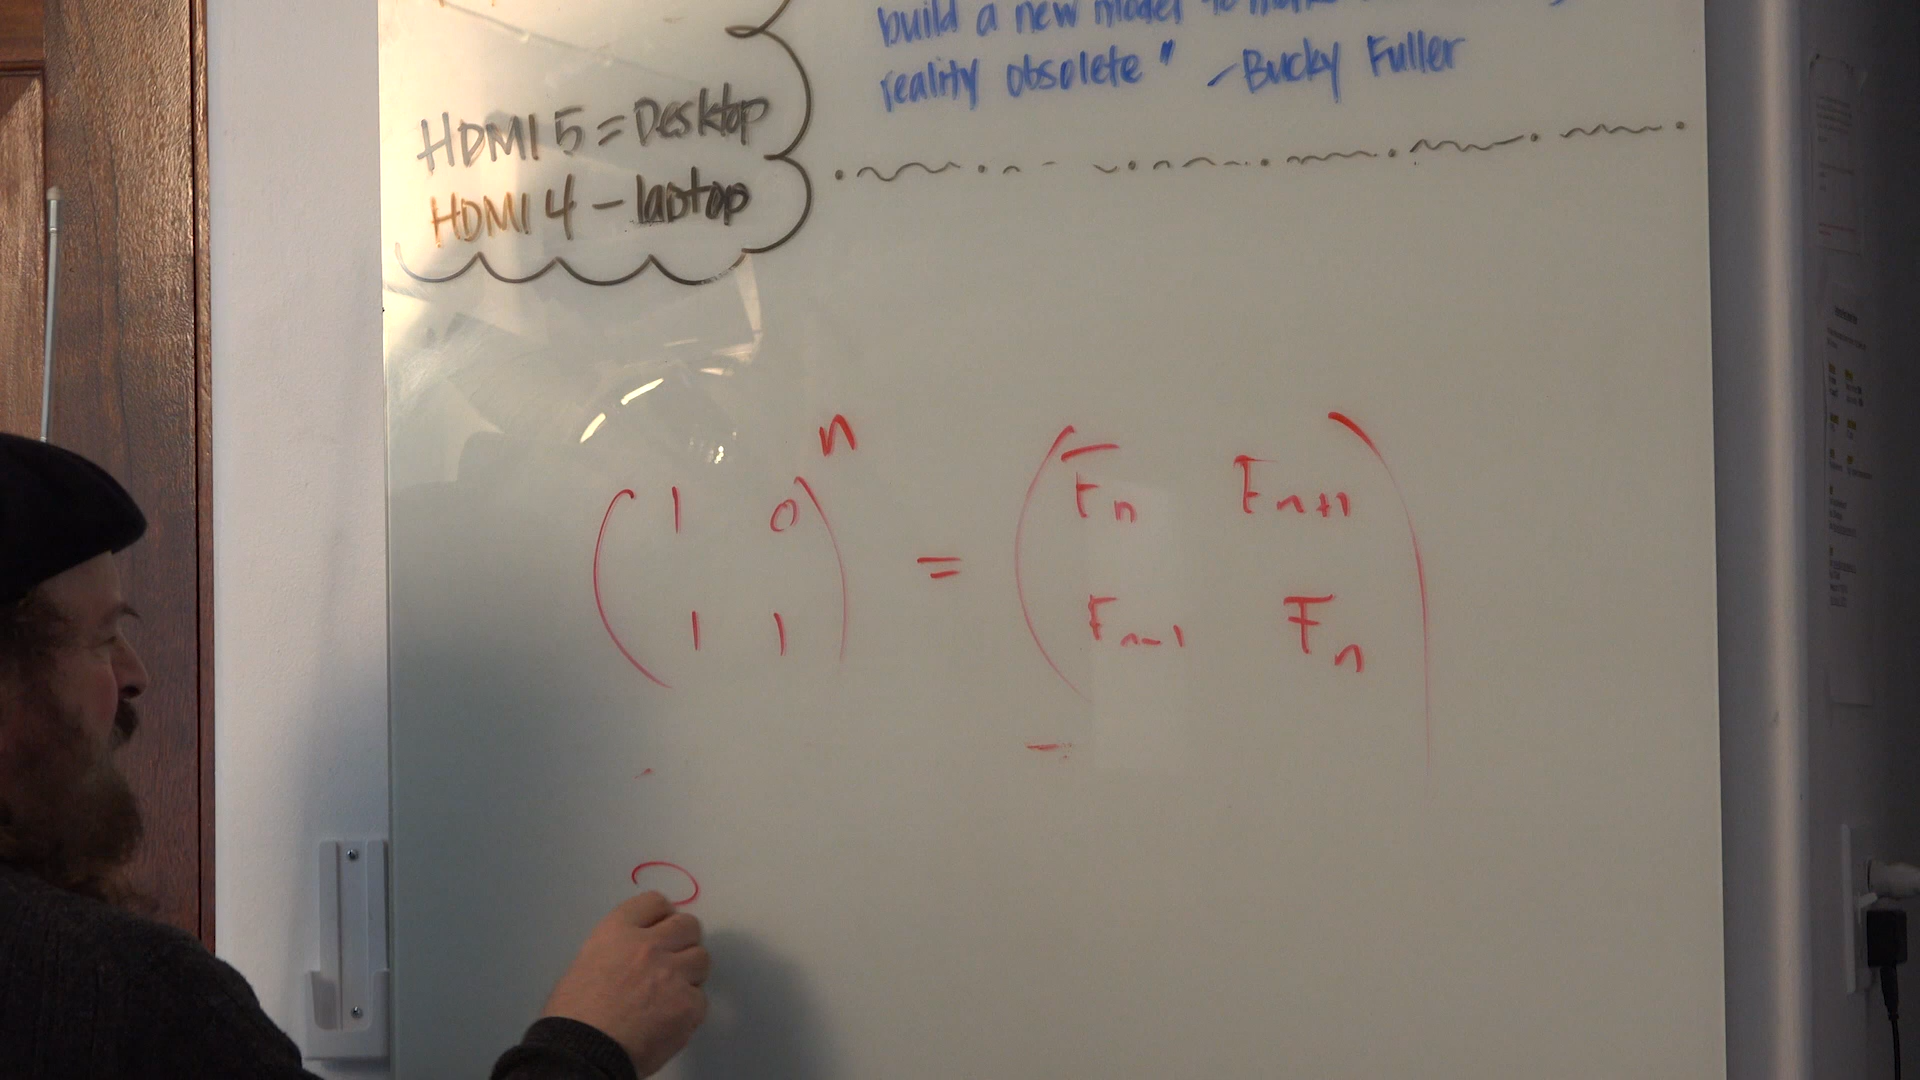 build a new model to
reality obsolete" - Bucky Fuller
HDMI 5 = Desktop
HDMI 4 - laptop
n
( 1 0 ) = ( Fn Fn+1 )
( 1 1 ) ( Fn-1 Fn )